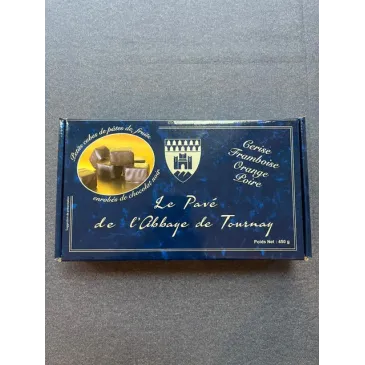 Petits cubes de pâtes de fruits
enrobés de chocolat noir
Cerise
Framboise
Orange
Poire
Le Pavé
de l'Abbaye de Tournay
Poids Net : 450 g